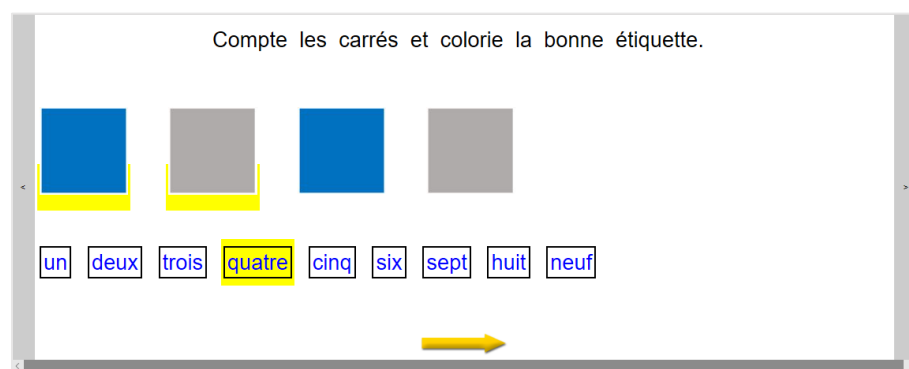 Compte les carrés et colorie la bonne étiquette.
un deux trois quatre cinq six sept huit neuf